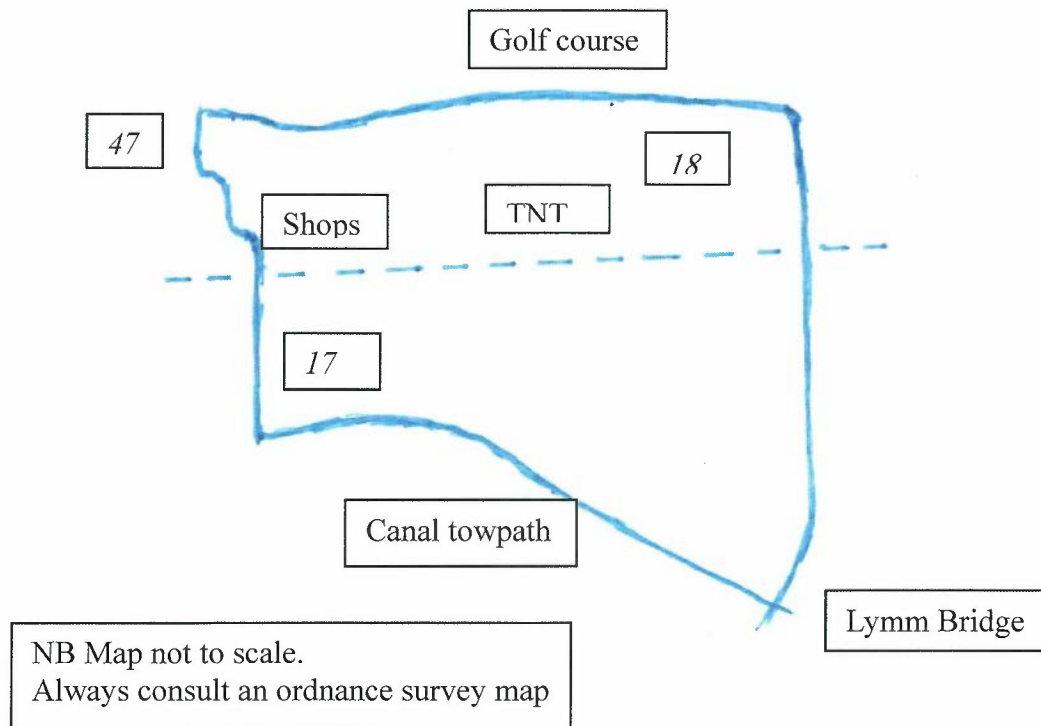 Golf course
47
18
Shops
TNT
17
Canal towpath
Lymm Bridge
NB Map not to scale.
Always consult an ordnance survey map